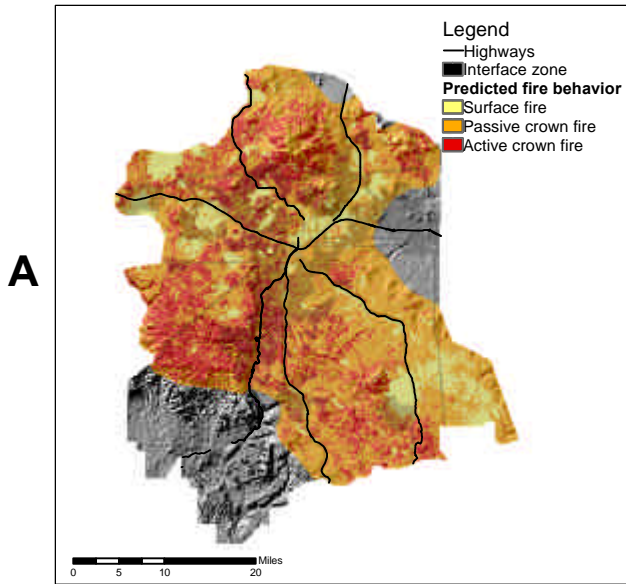 Legend
Highways
Interface zone
Predicted fire behavior
Surface fire
Passive crown fire
Active crown fire
A
Miles
0 5 10 20